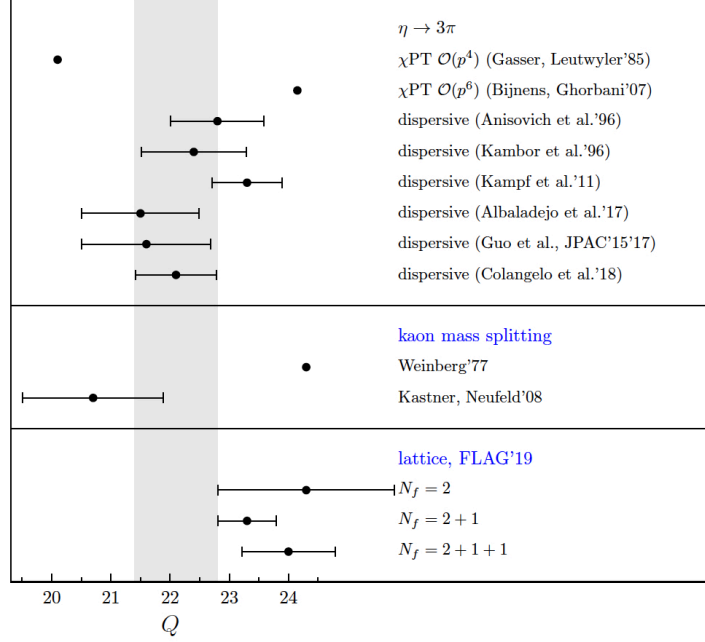 η → 3π
χPT O(p⁴) (Gasser, Leutwyler'85)
χPT O(p⁶) (Bijnens, Ghorbani'07)
dispersive (Anisovich et al.'96)
dispersive (Kambor et al.'96)
dispersive (Kampf et al.'11)
dispersive (Albaladejo et al.'17)
dispersive (Guo et al., JPAC'15'17)
dispersive (Colangelo et al.'18)
kaon mass splitting
Weinberg'77
Kastner, Neufeld'08
lattice, FLAG'19
N_f = 2
N_f = 2 + 1
N_f = 2 + 1 + 1
20 21 22 23 24
Q